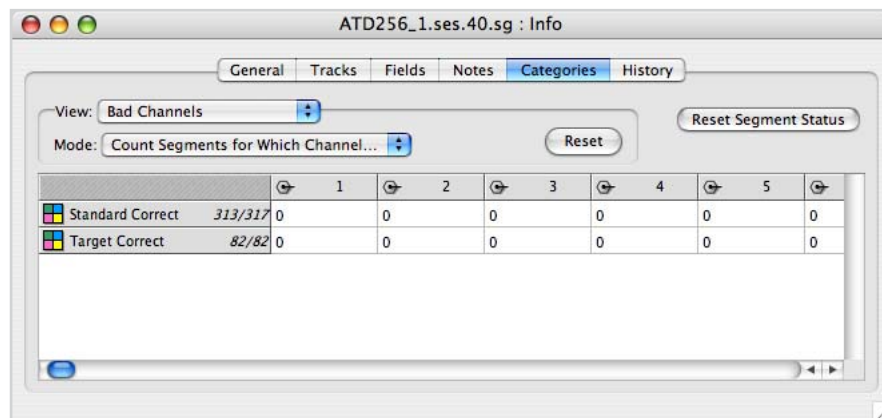 ATD256_1.ses.40.sg : Info
General Tracks Fields Notes Categories History
View: Bad Channels
Reset Segment Status
Mode: Count Segments for Which Channel... Reset
1 2 3 4 5
Standard Correct 313/317 0 0 0 0 0 0
Target Correct 82/82 0 0 0 0 0 0